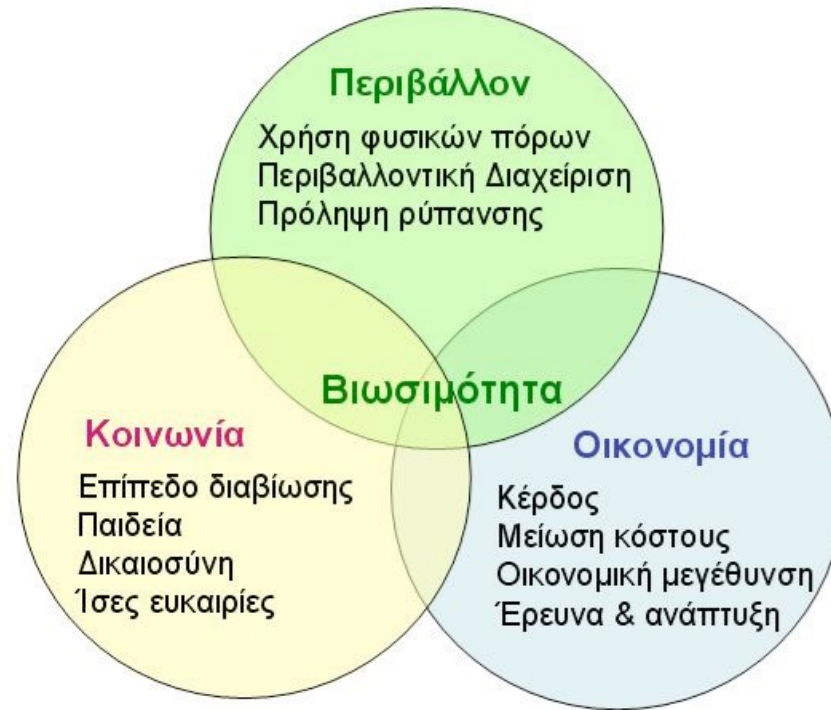 Περιβάλλον
Χρήση φυσικών πόρων
Περιβαλλοντική Διαχείριση
Πρόληψη ρύπανσης
Βιωσιμότητα
Κοινωνία
Επίπεδο διαβίωσης
Παιδεία
Δικαιοσύνη
Ίσες ευκαιρίες
Οικονομία
Κέρδος
Μείωση κόστους
Οικονομική μεγέθυνση
Έρευνα & ανάπτυξη